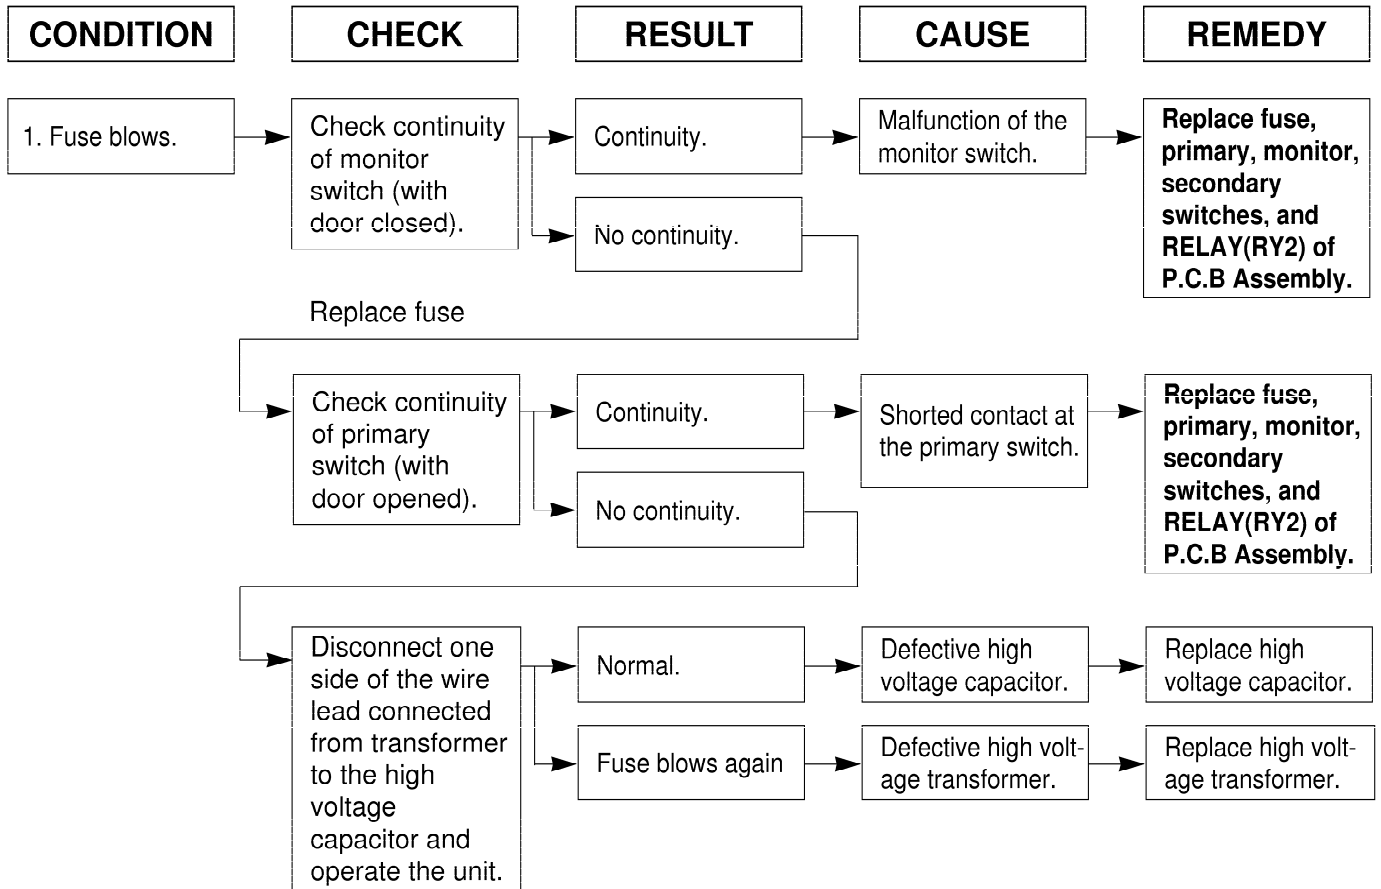 CONDITION
CHECK
RESULT
CAUSE
REMEDY
1. Fuse blows.
Check continuity
of monitor
switch (with
door closed).
Continuity.
Malfunction of the
monitor switch.
Replace fuse,
primary, monitor,
secondary
switches, and
RELAY(RY2) of
P.C.B Assembly.
No continuity.
Replace fuse
Check continuity
of primary
switch (with
door opened).
Continuity.
Shorted contact at
the primary switch.
Replace fuse,
primary, monitor,
secondary
switches, and
RELAY(RY2) of
P.C.B Assembly.
No continuity.
Disconnect one
side of the wire
lead connected
from transformer
to the high
voltage
capacitor and
operate the unit.
Normal.
Defective high
voltage capacitor.
Replace high
voltage capacitor.
Fuse blows again
Defective high volt-
age transformer.
Replace high volt-
age transformer.